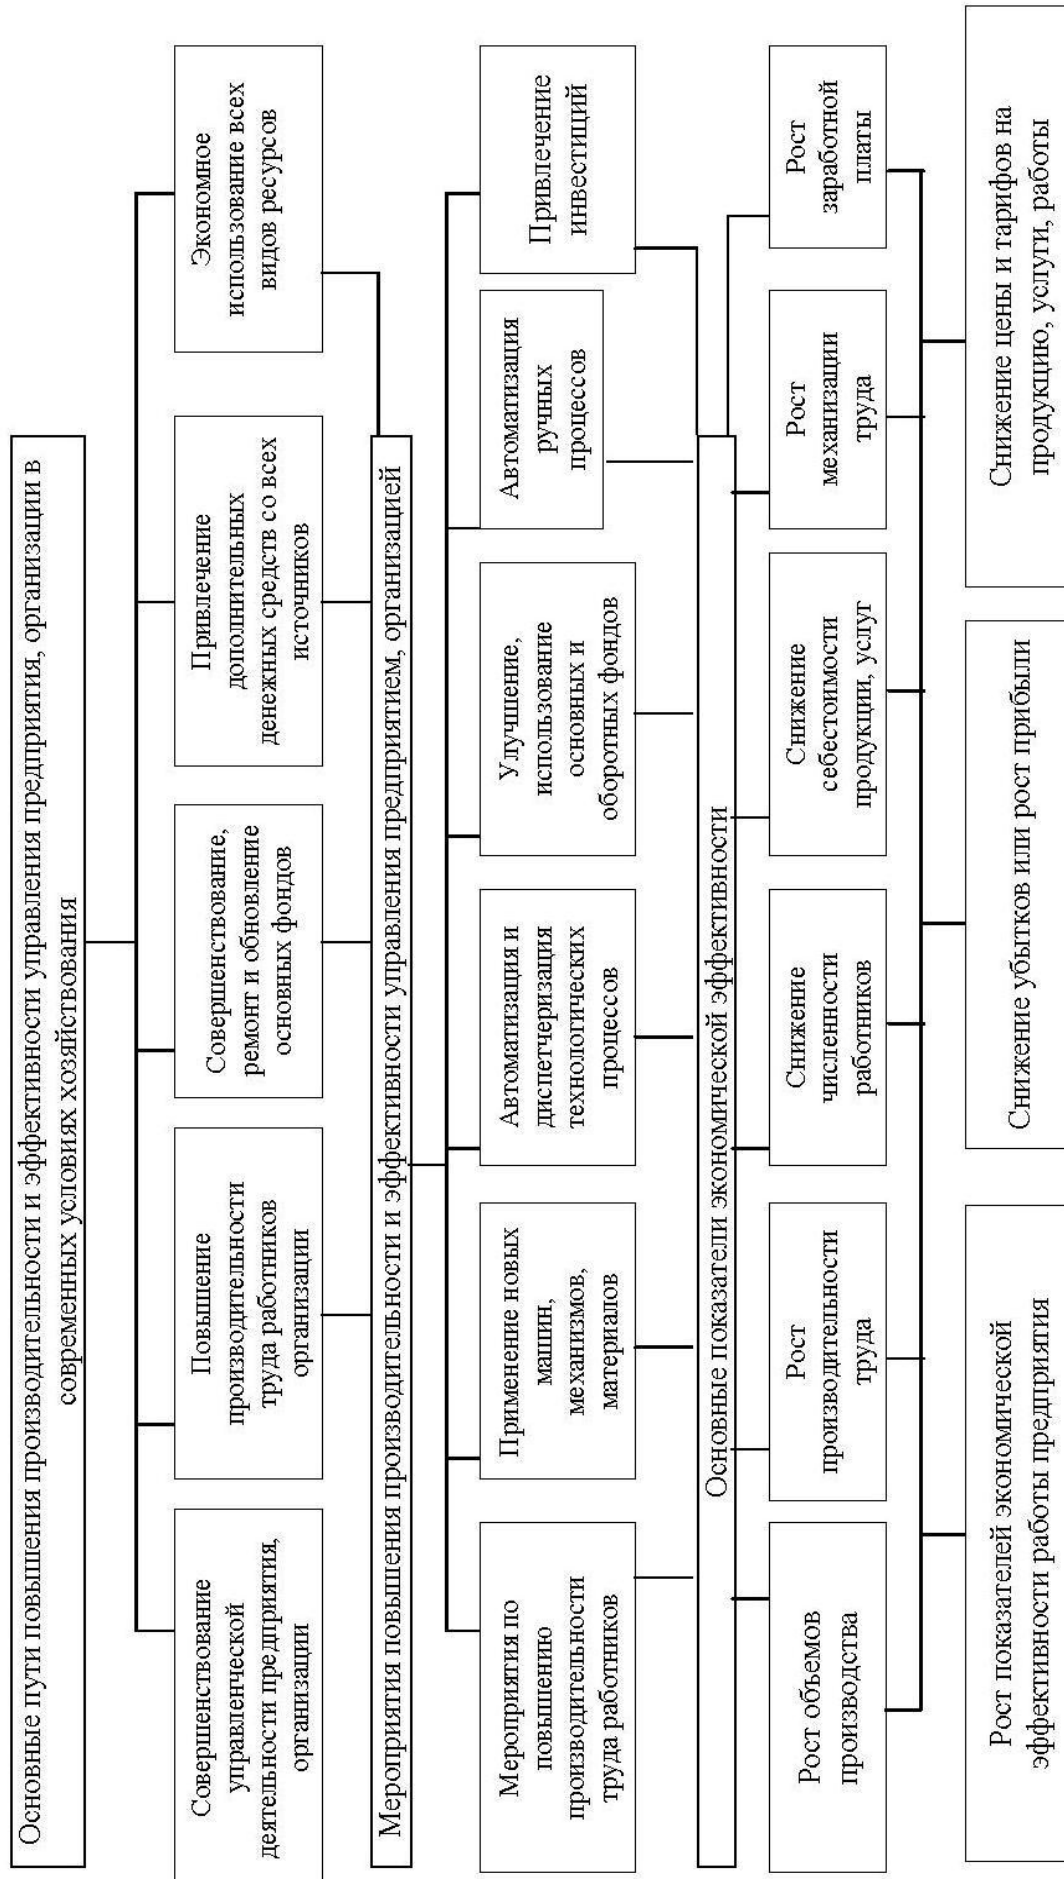 Основные пути повышения производительности и эффективности управления предприятия, организации в
современных условиях хозяйствования
Совершенствование
управленческой
деятельности предприятия,
организации
Повышение
производительности
труда работников
организации
Совершенствование,
ремонт и обновление
основных фондов
Привлечение
дополнительных
денежных средств со всех
источников
Экономное
использование всех
видов ресурсов
Мероприятия повышения производительности и эффективности управления предприятием, организацией
Мероприятия по
повышению
производительности
труда работников
Применение новых
машин,
механизмов,
материалов
Автоматизация и
диспетчеризация
технологических
процессов
Улучшение,
использование
основных и
оборотных фондов
Автоматизация
ручных
процессов
Привлечение
инвестиций
Основные показатели экономической эффективности
Рост объемов
производства
Рост
производительности
труда
Снижение
численности
работников
Снижение
себестоимости
продукции, услуг
Рост
механизации
труда
Рост
заработной
платы
Рост показателей экономической
эффективности работы предприятия
Снижение убытков или рост прибыли
Снижение цены и тарифов на
продукцию, услуги, работы